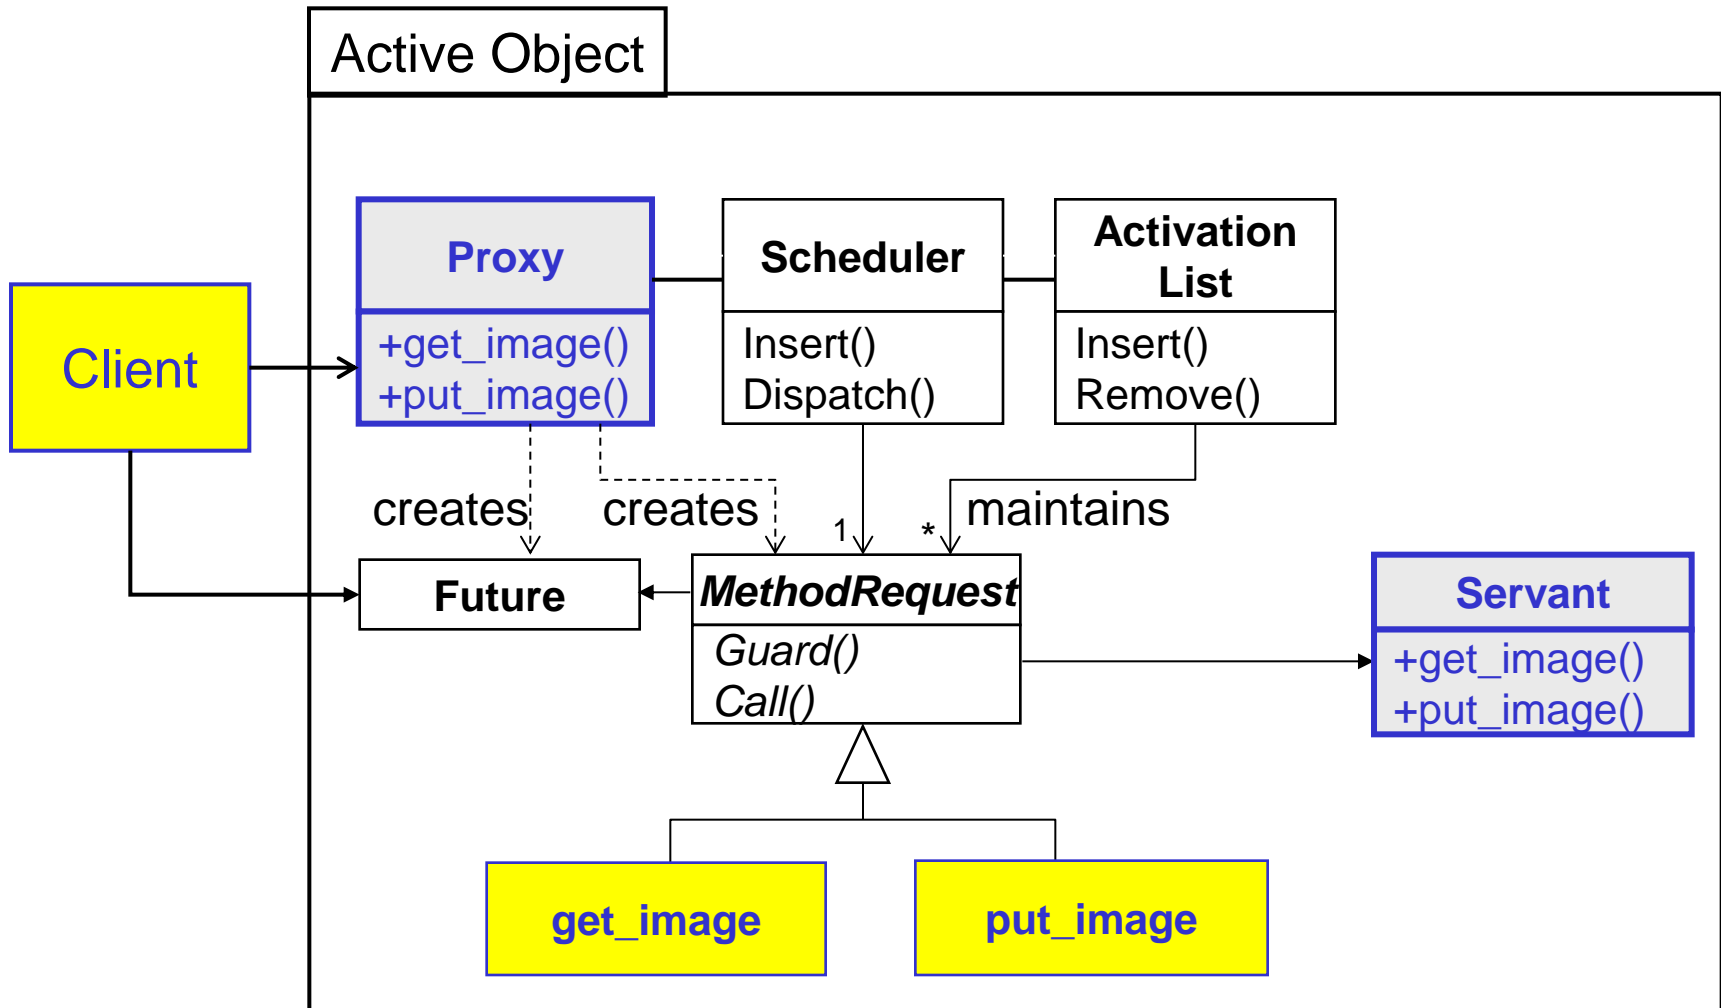 Active Object
Proxy
+get_image()
+put_image()
Scheduler
Insert()
Dispatch()
Activation
List
Insert()
Remove()
Client
creates
creates
1
*
maintains
Future
MethodRequest
Guard()
Call()
Servant
+get_image()
+put_image()
get_image
put_image